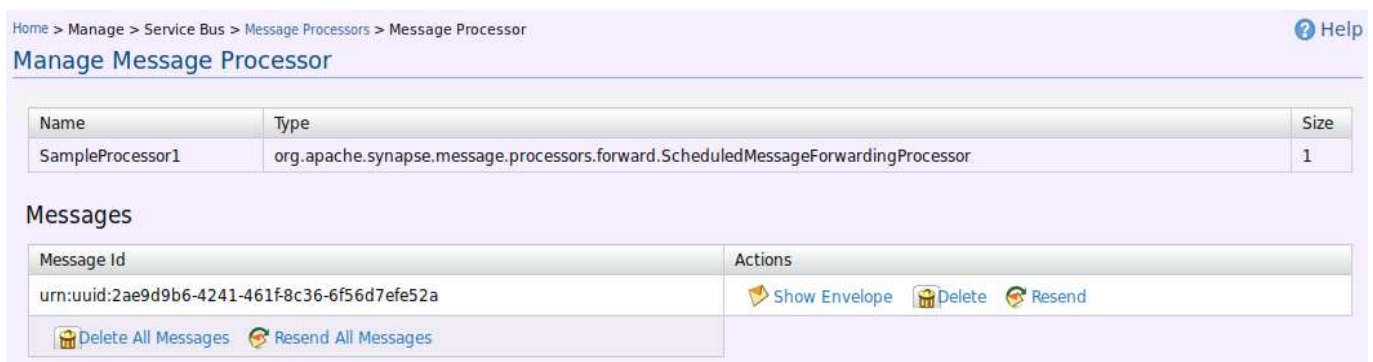 Home > Manage > Service Bus > Message Processors > Message Processor
Help
Manage Message Processor
Name Type Size
SampleProcessor1 org.apache.synapse.message.processors.forward.ScheduledMessageForwardingProcessor 1
Messages
Message Id Actions
urn:uuid:2ae9d9b6-4241-461f-8c36-6f56d7efe52a Show Envelope Delete Resend
Delete All Messages Resend All Messages